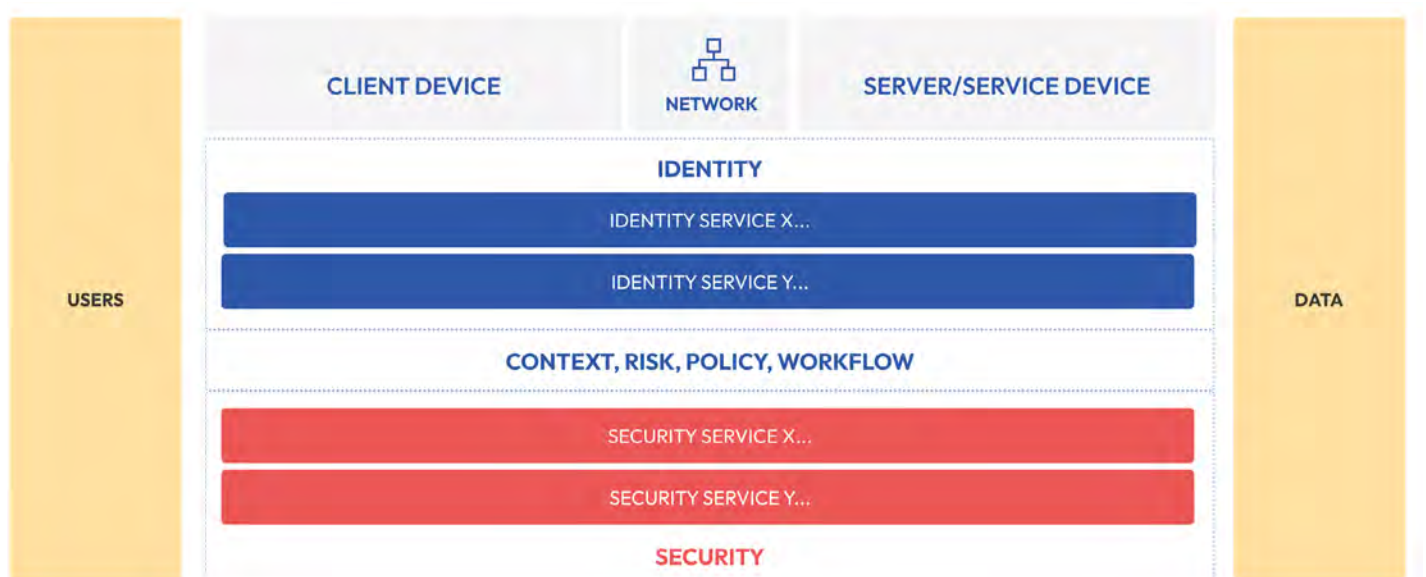 USERS
CLIENT DEVICE
NETWORK
SERVER/SERVICE DEVICE
IDENTITY
IDENTITY SERVICE X...
IDENTITY SERVICE Y...
CONTEXT, RISK, POLICY, WORKFLOW
SECURITY SERVICE X...
SECURITY SERVICE Y...
SECURITY
DATA